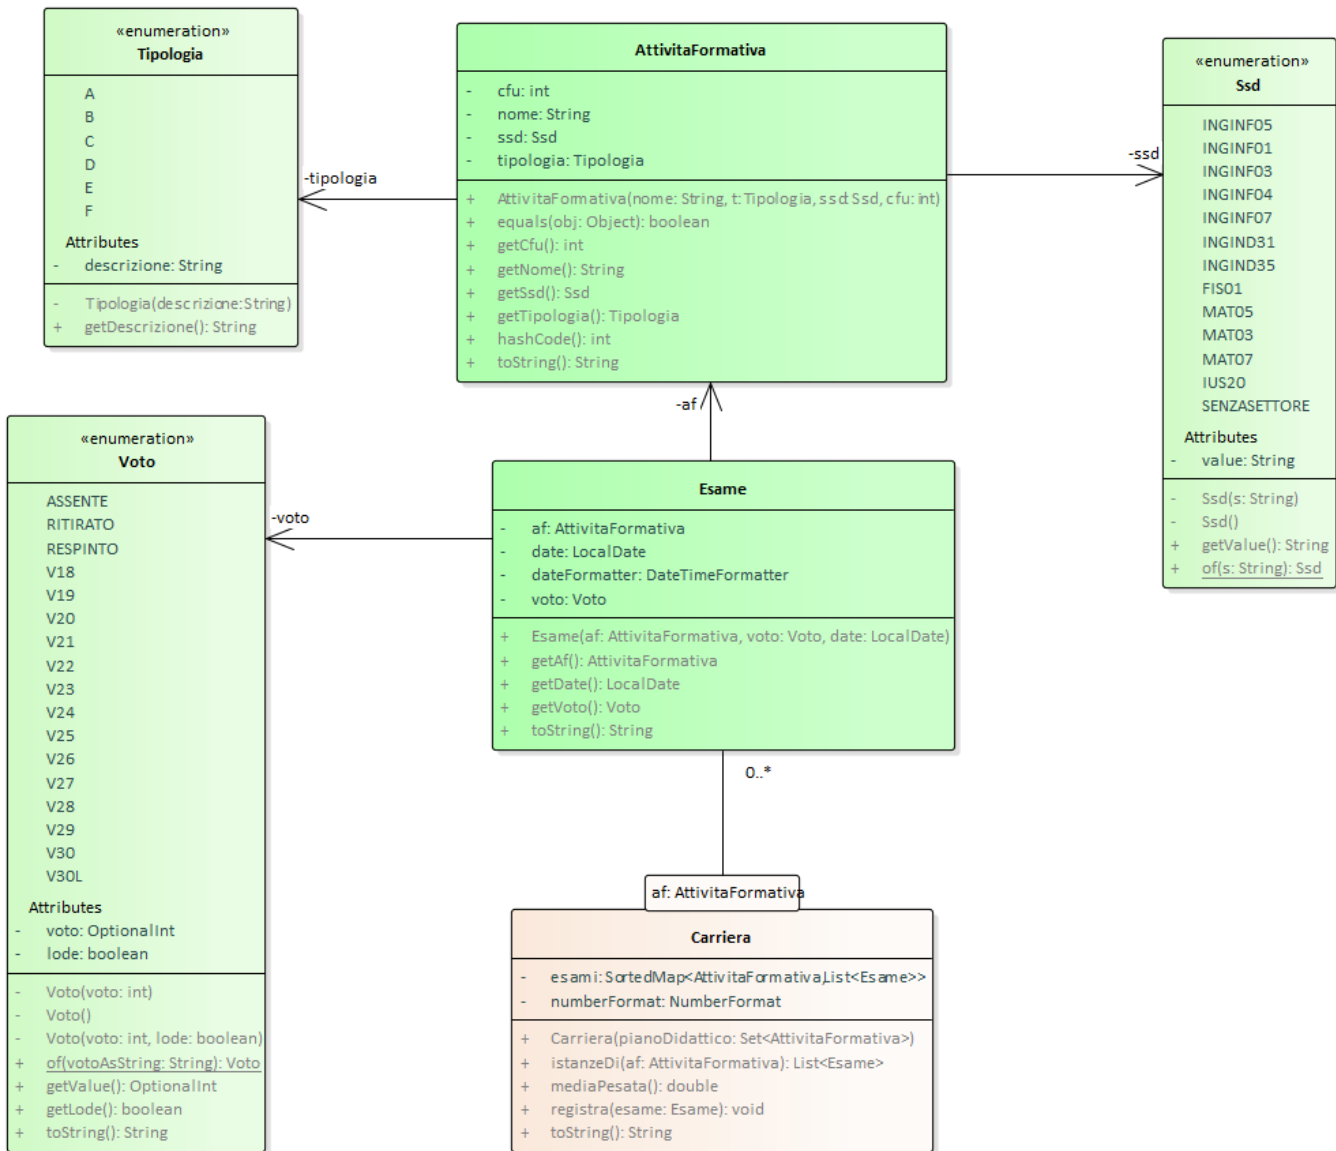 «enumeration»
Tipologia
A
B
C
D
E
F
Attributes
- descrizione: String
- Tipologia(descrizione:String)
+ getDescrizione(): String
-tipologia
AttivitaFormativa
- cfu: int
- nome: String
- ssd: Ssd
- tipologia: Tipologia
+ AttivitaFormativa(nome: String, t: Tipologia, ssd: Ssd, cfu: int)
+ equals(obj: Object): boolean
+ getCfu(): int
+ getNome(): String
+ getSsd(): Ssd
+ getTipologia(): Tipologia
+ hashCode(): int
+ toString(): String
-ssd
«enumeration»
Ssd
INGINF05
INGINF01
INGINF03
INGINF04
INGINF07
INGIND31
INGIND35
FIS01
MAT05
MAT03
MAT07
IUS20
SENZASETTORE
Attributes
- value: String
- Ssd(s: String)
- Ssd()
+ getValue(): String
+ of(s: String): Ssd
-af
«enumeration»
Voto
ASSENTE
RITIRATO
RESPINTO
V18
V19
V20
V21
V22
V23
V24
V25
V26
V27
V28
V29
V30
V30L
Attributes
- voto: OptionalInt
- lode: boolean
- Voto(voto: int)
- Voto()
- Voto(voto: int, lode: boolean)
+ of(votoAsString: String): Voto
+ getValue(): OptionalInt
+ getLode(): boolean
+ toString(): String
-voto
Esame
- af: AttivitaFormativa
- date: LocalDate
- dateFormatter: DateTimeFormatter
- voto: Voto
+ Esame(af: AttivitaFormativa, voto: Voto, date: LocalDate)
+ getAf(): AttivitaFormativa
+ getDate(): LocalDate
+ getVoto(): Voto
+ toString(): String
0..*
af: AttivitaFormativa
Carriera
- esami: SortedMap<AttivitaFormativa,List<Esame>>
- numberFormat: NumberFormat
+ Carriera(pianoDidattico: Set<AttivitaFormativa>)
+ istanzeDi(af: AttivitaFormativa): List<Esame>
+ mediaPesata(): double
+ registra(esame: Esame): void
+ toString(): String